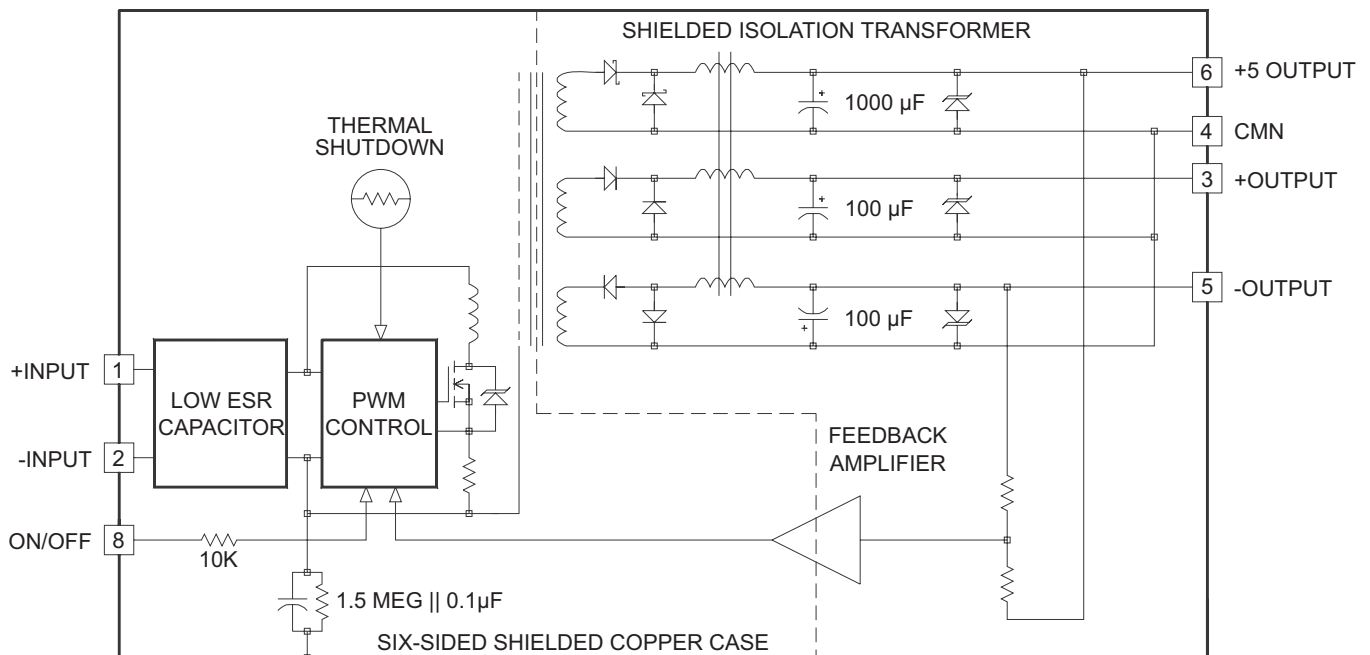 SHIELDED ISOLATION TRANSFORMER
6 +5 OUTPUT
+
1000 µF
THERMAL
SHUTDOWN
4 CMN
3 +OUTPUT
+
100 µF
5 -OUTPUT
100 µF
+
+INPUT 1
LOW ESR
CAPACITOR
PWM
CONTROL
-INPUT 2
FEEDBACK
AMPLIFIER
ON/OFF 8
10K
1.5 MEG || 0.1µF
SIX-SIDED SHIELDED COPPER CASE